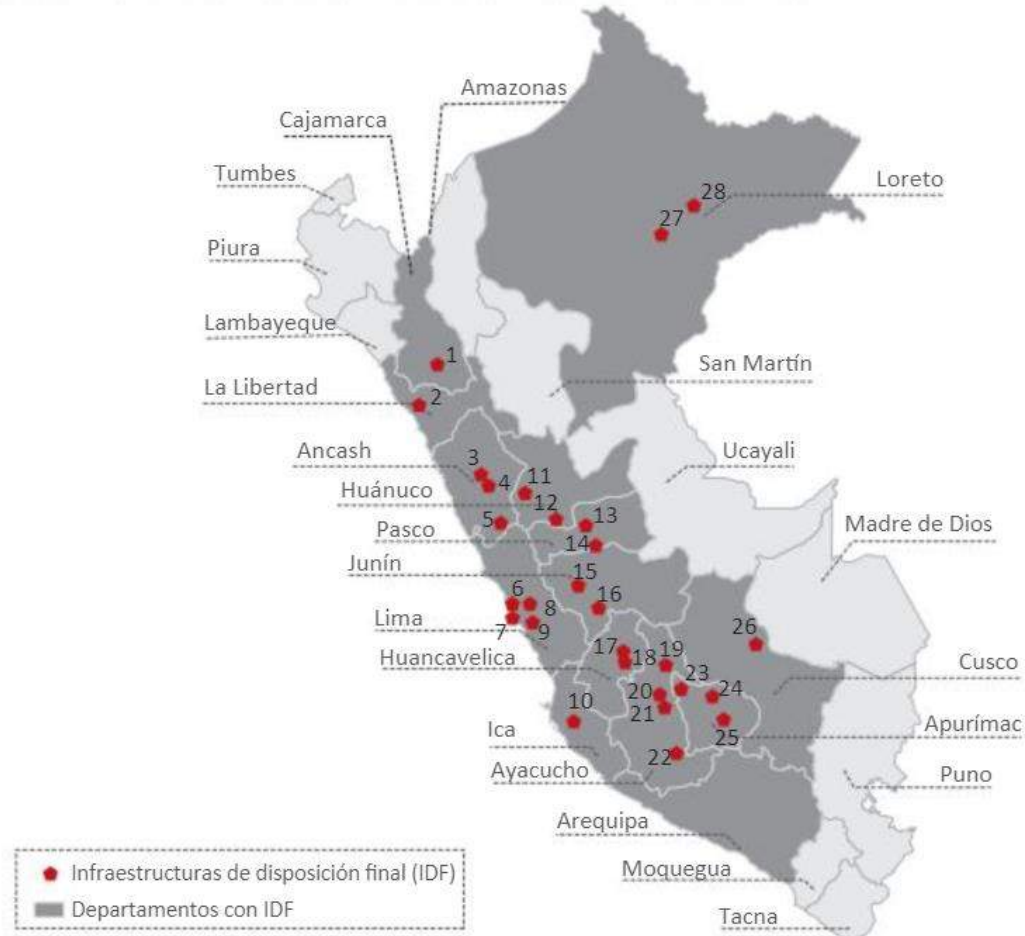 Amazonas
Cajamarca
Tumbes
Loreto
28
27
Piura
Lambayeque
1
San Martín
La Libertad
2
Ancash
3
4
11
Ucayali
Huánuco
12
13
5
Madre de Dios
Pasco
14
Junín
15
16
6
8
Lima
7
9
26
17
19
Huancavelica
18
23
Cusco
24
20
10
21
25
Apurímac
Ica
22
Ayacucho
Puno
Arequipa
Infraestructuras de disposición final (IDF)
Moquegua
Departamentos con IDF
Tacna